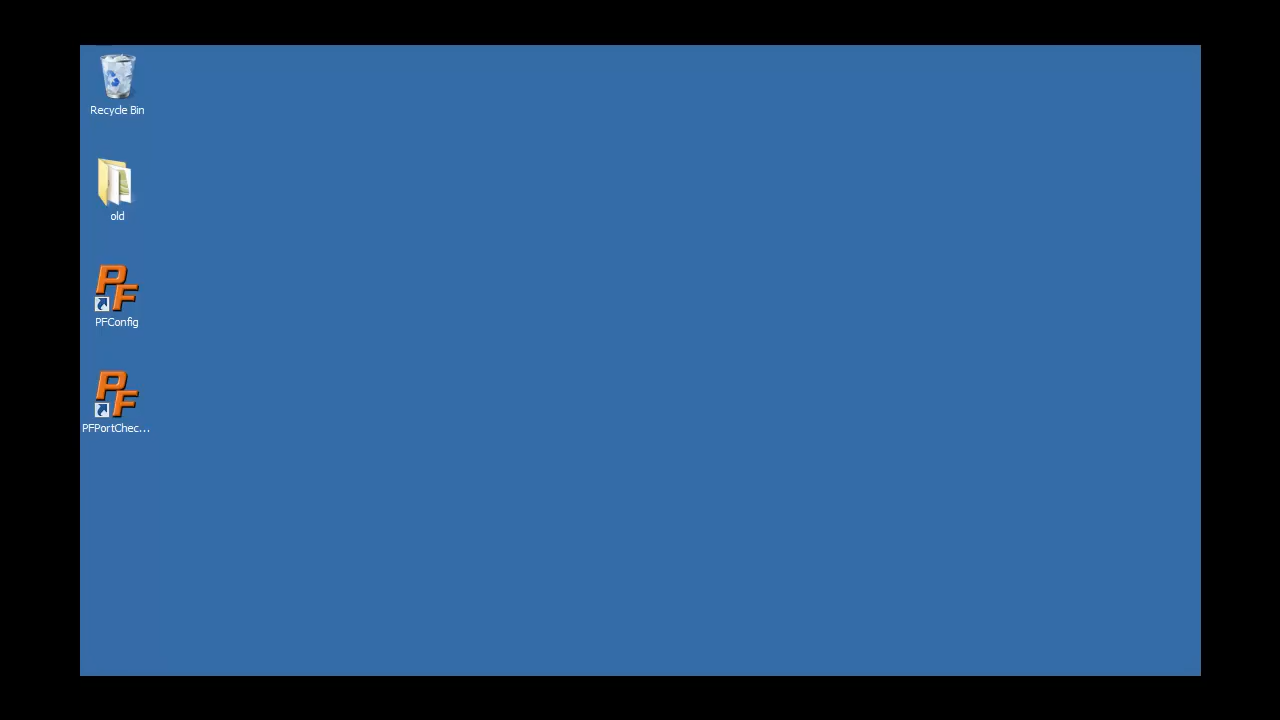 Recycle Bin
old
PF
PFConfig
PF
PFPortChec...